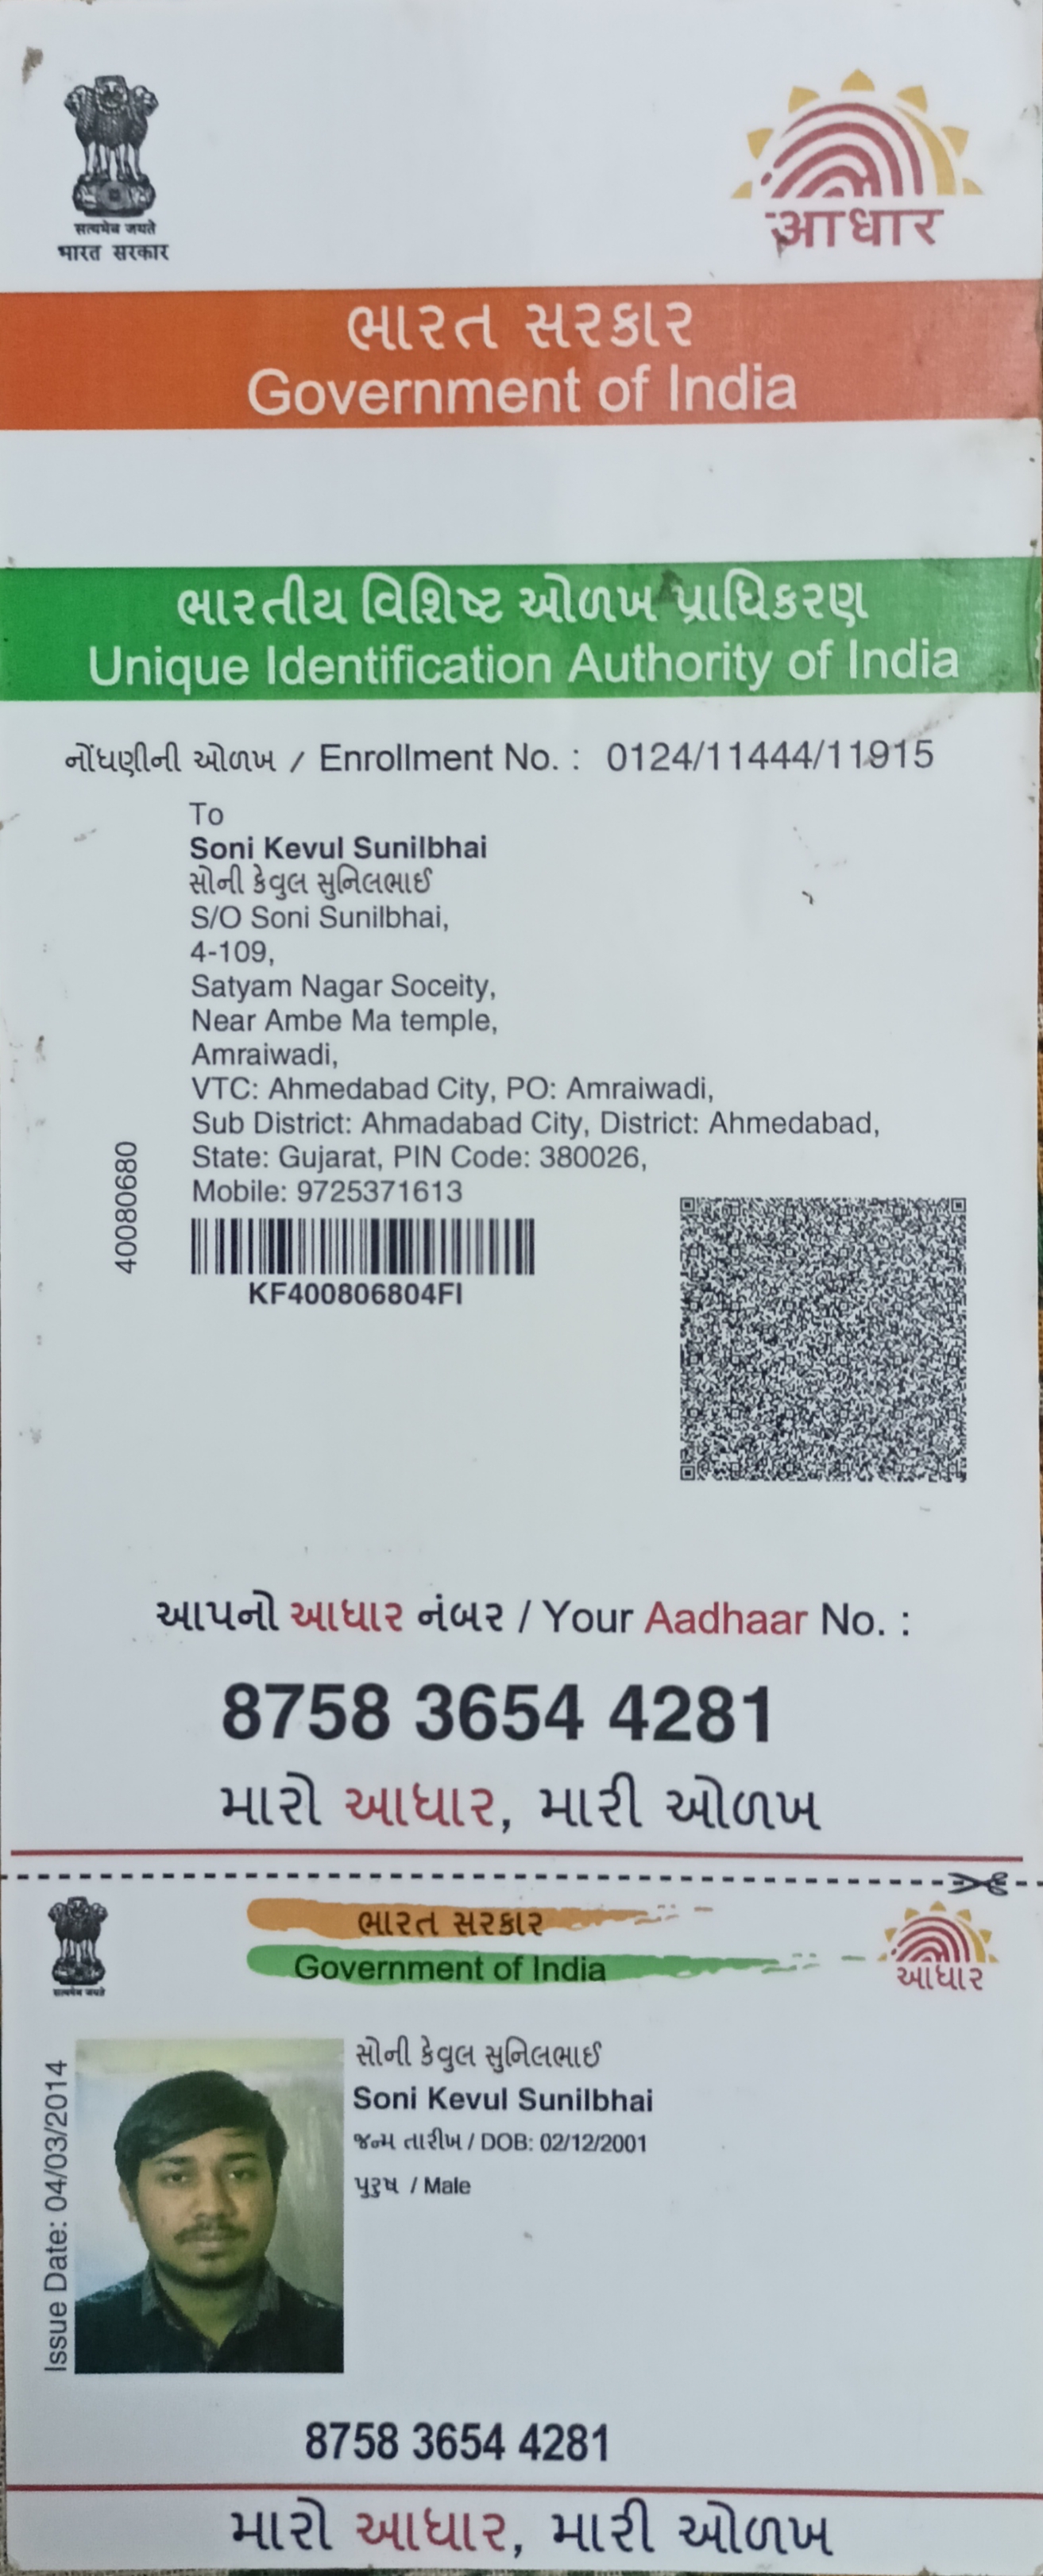 सत्यमेव जयते
भारत सरकार
आधार
ભારત સરકાર
Government of India
ભારતીય વિશિષ્ટ ઓળખ પ્રાધિકરણ
Unique Identification Authority of India
નોંધણીની ઓળખ / Enrollment No. : 0124/11444/11915
To
Soni Kevul Sunilbhai
સોની કેવુલ સુનિલભાઈ
S/O Soni Sunilbhai,
4-109,
Satyam Nagar Soceity,
Near Ambe Ma temple,
Amraiwadi,
VTC: Ahmedabad City, PO: Amraiwadi,
Sub District: Ahmadabad City, District: Ahmedabad,
State: Gujarat, PIN Code: 380026,
Mobile: 9725371613
40080680
KF400806804FI
આપનો આધાર નંબર / Your Aadhaar No. :
8758 3654 4281
મારો આધાર, મારી ઓળખ
ભારત સરકાર
Government of India
सत्यमेव जयते
આધાર
Issue Date: 04/03/2014
સોની કેવુલ સુનિલભાઈ
Soni Kevul Sunilbhai
જન્મ તારીખ / DOB: 02/12/2001
પુરુષ / Male
8758 3654 4281
મારો આધાર, મારી ઓળખ